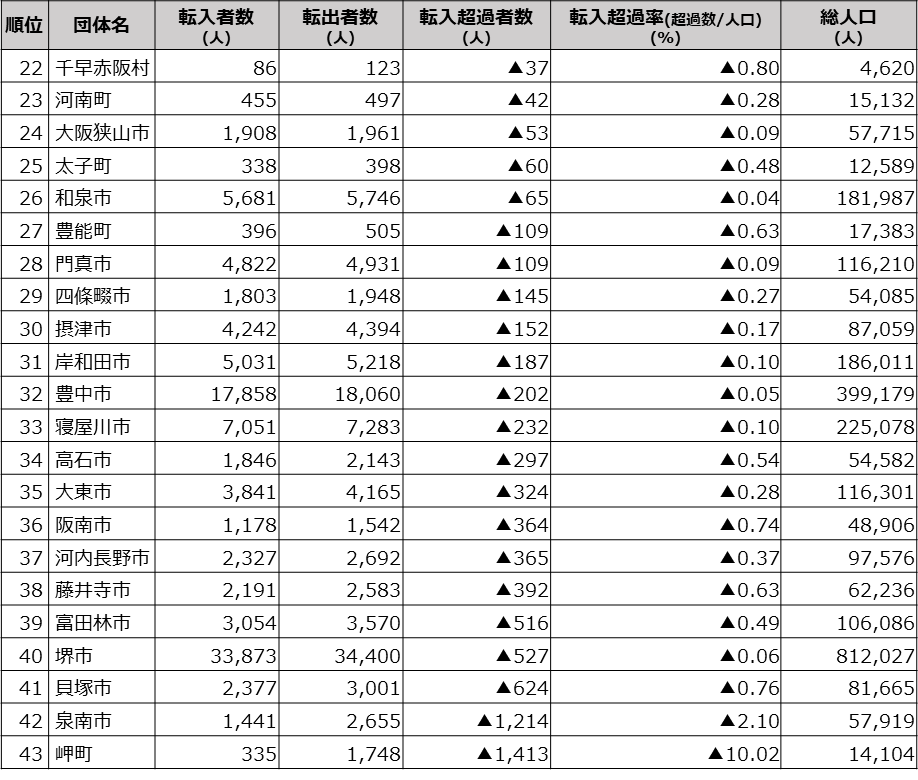 順位 団体名 転入者数(人) 転出者数(人) 転入超過者数(人) 転入超過率(超過数/人口)(%) 総人口(人)
22 千早赤阪村 86 123 ▲37 ▲0.80 4,620
23 河南町 455 497 ▲42 ▲0.28 15,132
24 大阪狭山市 1,908 1,961 ▲53 ▲0.09 57,715
25 太子町 338 398 ▲60 ▲0.48 12,589
26 和泉市 5,681 5,746 ▲65 ▲0.04 181,987
27 豊能町 396 505 ▲109 ▲0.63 17,383
28 門真市 4,822 4,931 ▲109 ▲0.09 116,210
29 四條畷市 1,803 1,948 ▲145 ▲0.27 54,085
30 摂津市 4,242 4,394 ▲152 ▲0.17 87,059
31 岸和田市 5,031 5,218 ▲187 ▲0.10 186,011
32 豊中市 17,858 18,060 ▲202 ▲0.05 399,179
33 寝屋川市 7,051 7,283 ▲232 ▲0.10 225,078
34 高石市 1,846 2,143 ▲297 ▲0.54 54,582
35 大東市 3,841 4,165 ▲324 ▲0.28 116,301
36 阪南市 1,178 1,542 ▲364 ▲0.74 48,906
37 河内長野市 2,327 2,692 ▲365 ▲0.37 97,576
38 藤井寺市 2,191 2,583 ▲392 ▲0.63 62,236
39 富田林市 3,054 3,570 ▲516 ▲0.49 106,086
40 堺市 33,873 34,400 ▲527 ▲0.06 812,027
41 貝塚市 2,377 3,001 ▲624 ▲0.76 81,665
42 泉南市 1,441 2,655 ▲1,214 ▲2.10 57,919
43 岬町 335 1,748 ▲1,413 ▲10.02 14,104